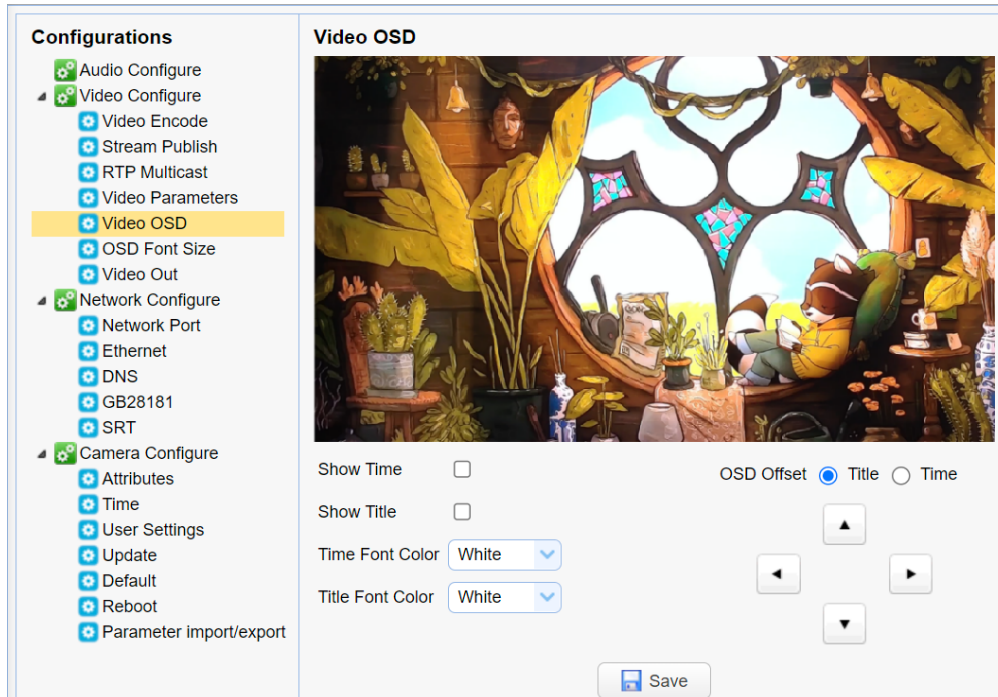 Configurations
Audio Configure
Video Configure
Video Encode
Stream Publish
RTP Multicast
Video Parameters
Video OSD
OSD Font Size
Video Out
Network Configure
Network Port
Ethernet
DNS
GB28181
SRT
Camera Configure
Attributes
Time
User Settings
Update
Default
Reboot
Parameter import/export
Video OSD
Show Time
Show Title
Time Font Color White
Title Font Color White
OSD Offset Title Time
Save